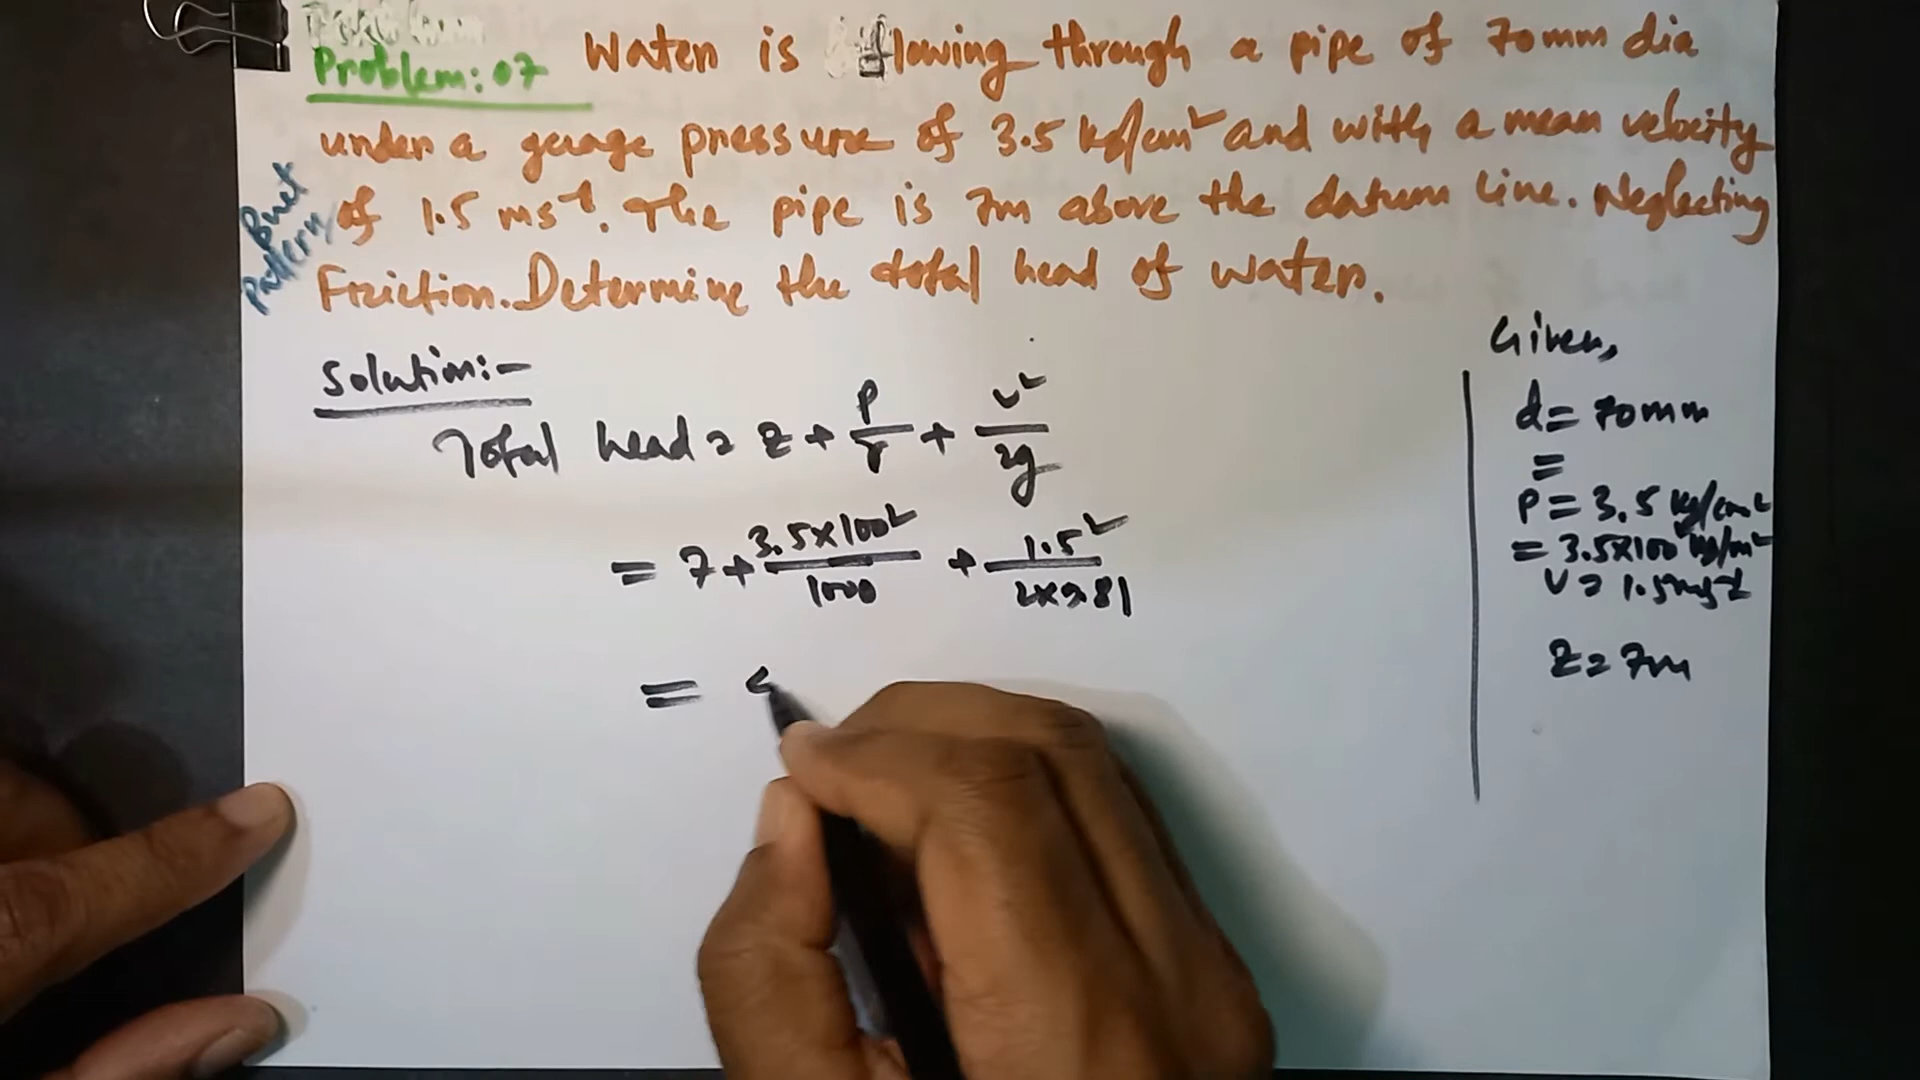 Problem: 07 Water is flowing through a pipe of 70mm dia
under a gauage pressure of 3.5 kg/cm² and with a mean velocity
of 1.5 ms⁻¹. The pipe is 7m above the datum line. Neglecting
Friction. Determine the total head of water.
Buet Pattern
Solution:-
Total head = z + P/γ + v²/2g
= 7 + 3.5×100²/1000 + 1.5²/2×9.81
=
Given,
d = 70mm
=
P = 3.5 kg/cm²
= 3.5×100² kg/m²
V = 1.5 ms⁻¹
Z = 7m